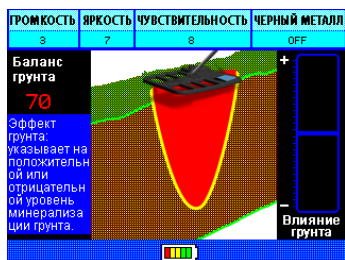 ГРОМКОСТЬ ЯРКОСТЬ ЧУВСТВИТЕЛЬНОСТЬ ЧЕРНЫЙ МЕТАЛЛ
3 7 8 OFF
Баланс
грунта
70
Эффект
грунта:
указывает на
положительн
ой или
отрицательн
ой уровень
минерализа
ции грунта.
+
−
Влияние
грунта